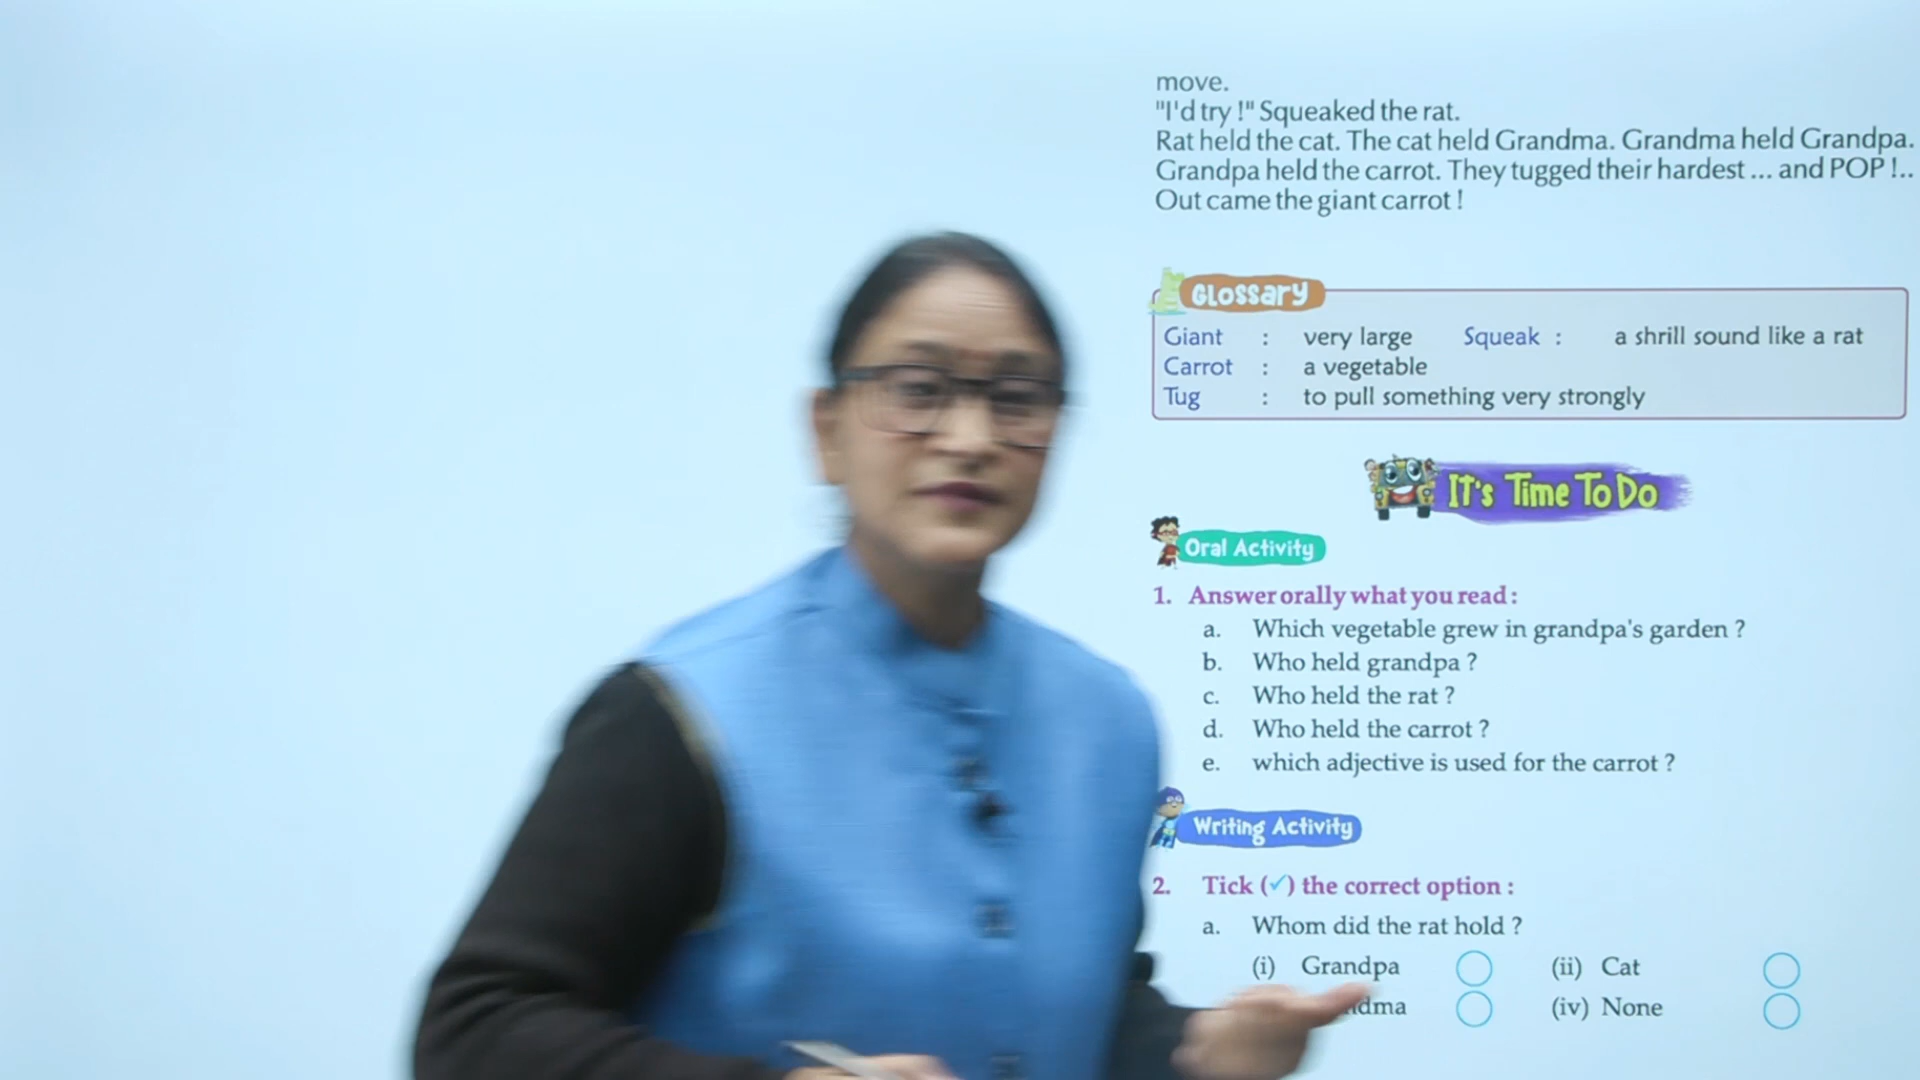 move.
"I'd try !" Squeaked the rat.
Rat held the cat. The cat held Grandma. Grandma held Grandpa.
Grandpa held the carrot. They tugged their hardest ... and POP !..
Out came the giant carrot !
Glossary
Giant : very large Squeak : a shrill sound like a rat
Carrot : a vegetable
Tug : to pull something very strongly
It's Time To Do
Oral Activity
1. Answer orally what you read :
a. Which vegetable grew in grandpa's garden ?
b. Who held grandpa ?
c. Who held the rat ?
d. Who held the carrot ?
e. which adjective is used for the carrot ?
Writing Activity
2. Tick (✓) the correct option :
a. Whom did the rat hold ?
(i) Grandpa (ii) Cat
(iv) None